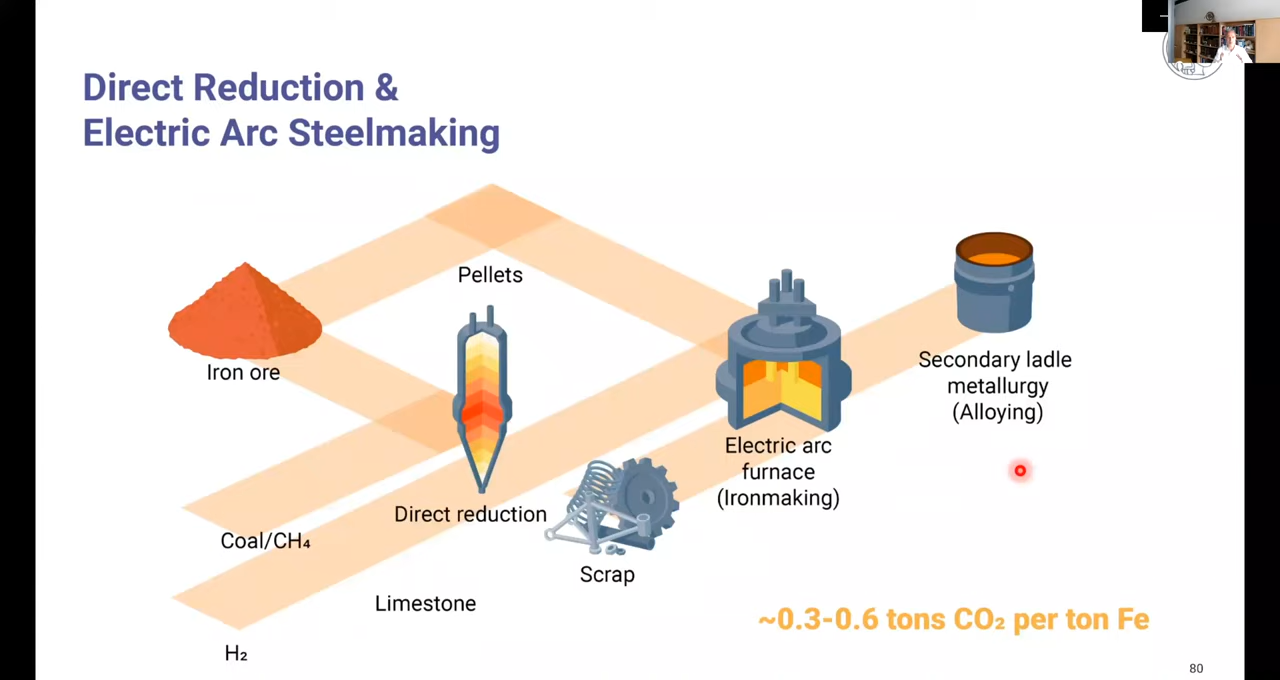 Direct Reduction &
Electric Arc Steelmaking
Pellets
Iron ore
Secondary ladle
metallurgy
(Alloying)
Electric arc
furnace
(Ironmaking)
Direct reduction
Coal/CH₄
Scrap
Limestone
~0.3-0.6 tons CO₂ per ton Fe
H₂
80